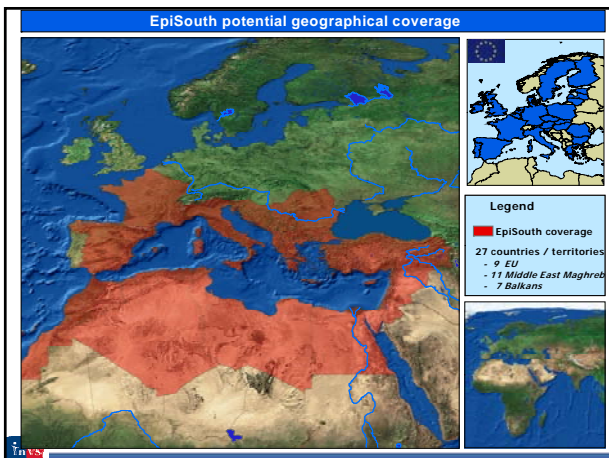 EpiSouth potential geographical coverage
Legend
EpiSouth coverage
27 countries / territories
- 9 EU
- 11 Middle East Maghreb
- 7 Balkans
InVS